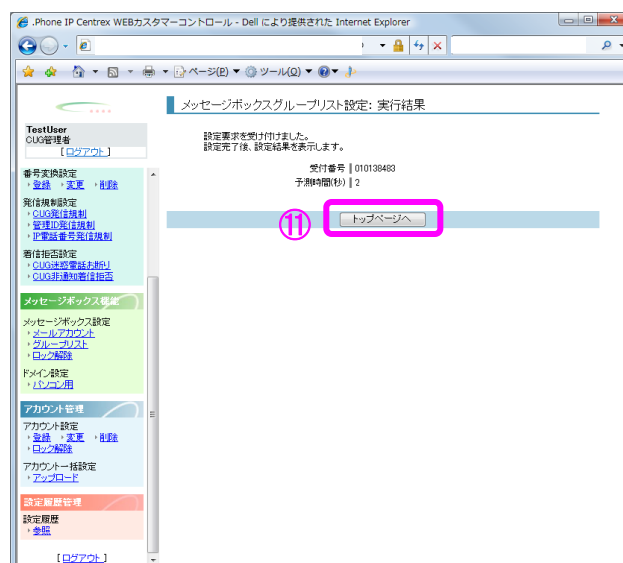 .Phone IP Centrex WEBカスタマーコントロール - Dell により提供された Internet Explorer
ページ(P) ツール(O)
メッセージボックスグループリスト設定: 実行結果
TestUser
CUG管理者
[ログアウト]
設定要求を受け付けました。
設定完了後、設定結果を表示します。
受付番号 010138483
予測時間(秒) 2
⑪ トップページへ
番号変換設定
登録 変更 削除
発信規制設定
CUG発信規制
管理ID発信規制
IP電話番号発信規制
着信拒否設定
CUG迷惑電話お断り
CUG非通知着信拒否
メッセージボックス機能
メッセージボックス設定
メールアカウント
グループリスト
ロック解除
ドメイン設定
パソコン用
アカウント管理
アカウント設定
登録 変更 削除
ロック解除
アカウント一括設定
アップロード
設定履歴管理
設定履歴
参照
[ログアウト]